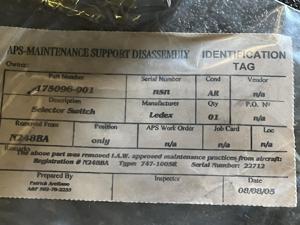 APS-MAINTENANCE SUPPORT DISASSEMBLY IDENTIFICATION TAG
Owner:
Part Number Serial Number Cond Vendor
175096-901 nsn AR n/a
Description Manufacturer Qty P.O. Nº
Selector Switch Ledex 01 n/a
Removed From Position APS Work Order Job Card Loc
N248BA only n/a n/a n/a
Remarks
The above part was removed I.A.W. approved maintenance practices from aircraft:
Registration # N248BA Type: 747-100SR Serial Number: 22712
Prepared By Inspector Date
Patrick Arellano 08/08/05